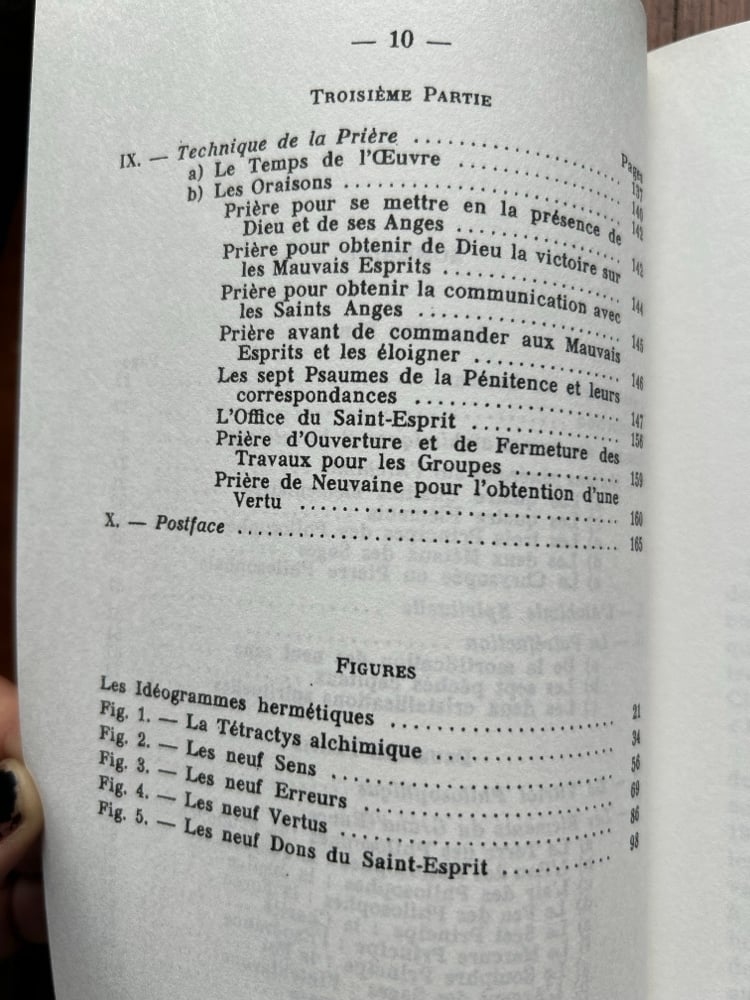 — 10 —
TROISIÈME PARTIE
Pages
IX. — Technique de la Prière .......................... 137
a) Le Temps de l'Œuvre .................... 140
b) Les Oraisons .............................. 142
Prière pour se mettre en la présence de
Dieu et de ses Anges .................. 142
Prière pour obtenir de Dieu la victoire sur
les Mauvais Esprits .................... 144
Prière pour obtenir la communication avec
les Saints Anges ........................ 145
Prière avant de commander aux Mauvais
Esprits et les éloigner .................. 146
Les sept Psaumes de la Pénitence et leurs
correspondances ........................ 147
L'Office du Saint-Esprit .................. 158
Prière d'Ouverture et de Fermeture des
Travaux pour les Groupes .............. 159
Prière de Neuvaine pour l'obtention d'une
Vertu .................................... 160
X. — Postface .......................................... 165
FIGURES
Les Idéogrammes hermétiques ........................ 21
Fig. 1. — La Tétractys alchimique .................... 34
Fig. 2. — Les neuf Sens .............................. 56
Fig. 3. — Les neuf Erreurs ............................ 69
Fig. 4. — Les neuf Vertus ............................ 86
Fig. 5. — Les neuf Dons du Saint-Esprit .............. 98